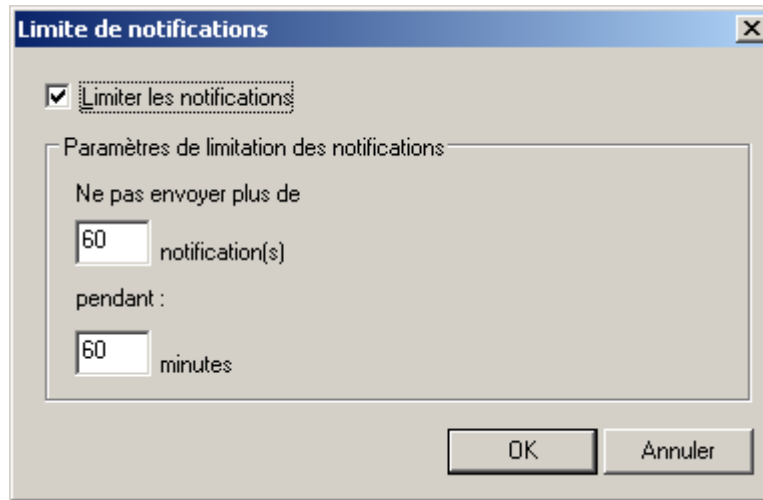 Limite de notifications
Limiter les notifications
Paramètres de limitation des notifications
Ne pas envoyer plus de
60 notification(s)
pendant :
60 minutes
OK Annuler